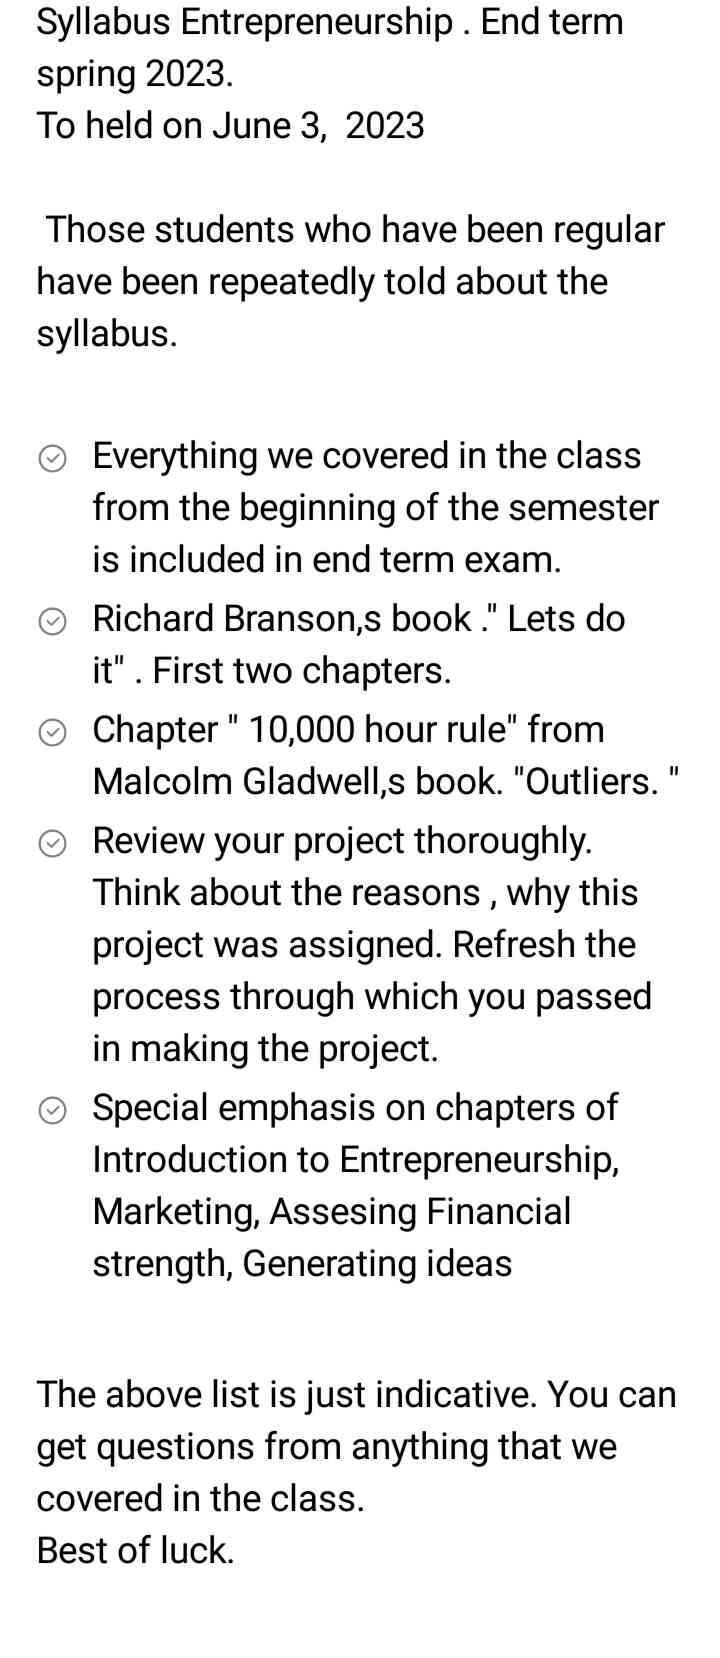 Syllabus Entrepreneurship . End term
spring 2023.
To held on June 3,  2023
Those students who have been regular
have been repeatedly told about the
syllabus.
Everything we covered in the class
from the beginning of the semester
is included in end term exam.
Richard Branson,s book ." Lets do
it" . First two chapters.
Chapter " 10,000 hour rule" from
Malcolm Gladwell,s book. "Outliers. "
Review your project thoroughly.
Think about the reasons , why this
project was assigned. Refresh the
process through which you passed
in making the project.
Special emphasis on chapters of
Introduction to Entrepreneurship,
Marketing, Assesing Financial
strength, Generating ideas
The above list is just indicative. You can
get questions from anything that we
covered in the class.
Best of luck.